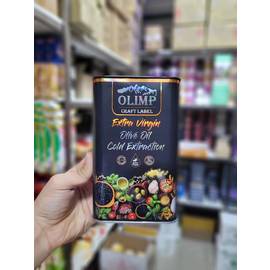 OLIMP
CRAFT LABEL
Extra Virgin
Olive Oil
Cold Extraction